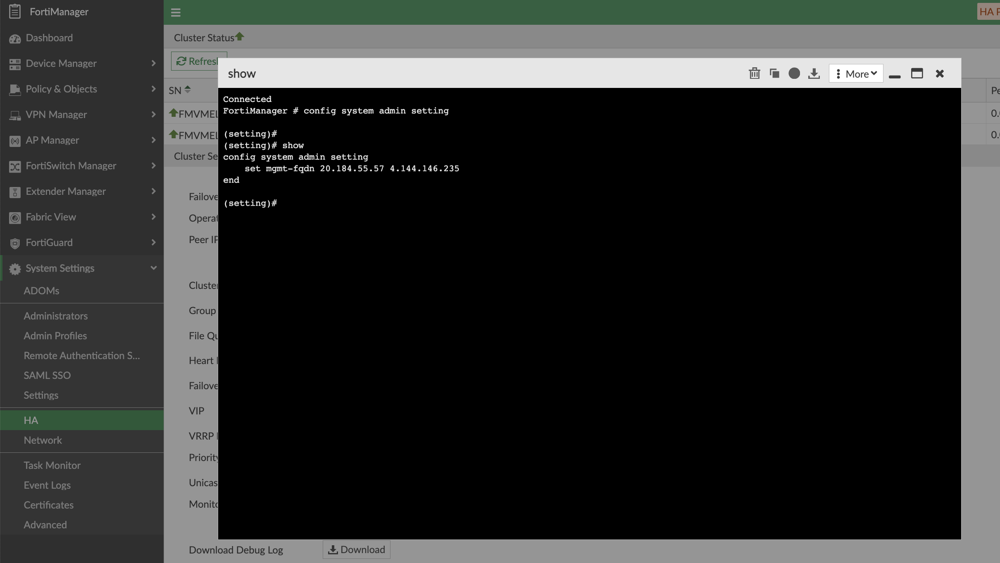 FortiManager
HA
Dashboard
Cluster Status
Device Manager
Refresh
show
More
Policy & Objects
SN
Connected
FortiManager # config system admin setting
VPN Manager
FMVMEL
0.
(setting)#
FMVMEL
0.
AP Manager
(setting)# show
Cluster Se
config system admin setting
FortiSwitch Manager
set mgmt-fqdn 20.184.55.57 4.144.146.235
end
Extender Manager
Failove
(setting)#
Fabric View
Operat
FortiGuard
Peer IP
System Settings
Cluster
ADOMs
Group
Administrators
Admin Profiles
File Qu
Remote Authentication S...
Heart
SAML SSO
Failove
Settings
VIP
HA
VRRP
Network
Priority
Task Monitor
Unicas
Event Logs
Monito
Certificates
Advanced
Download Debug Log
Download